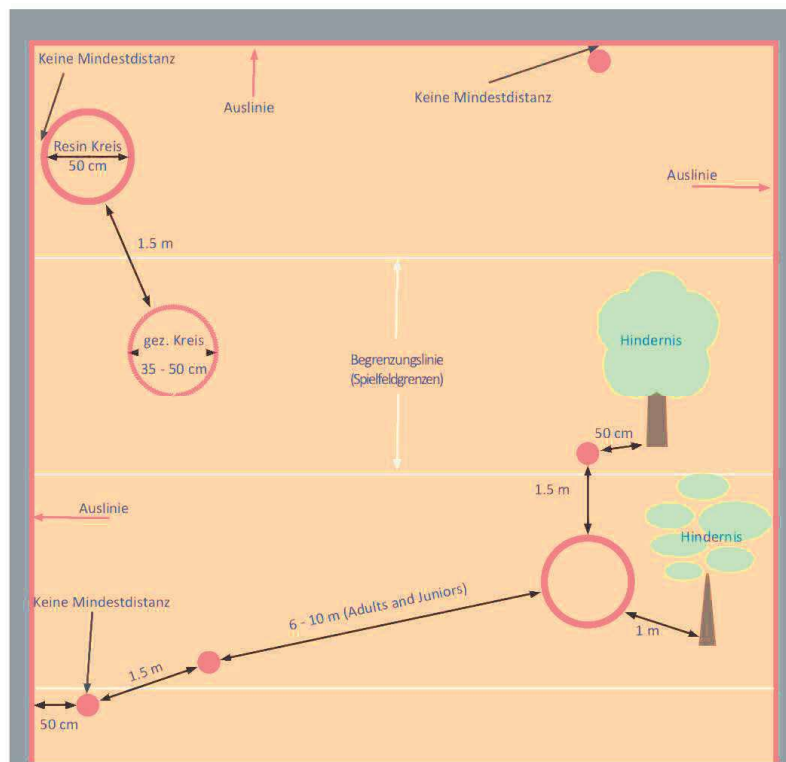 Keine Mindestdistanz
Keine Mindestdistanz
Auslinie
Resin Kreis
50 cm
Auslinie
1.5 m
gez. Kreis
35 - 50 cm
Begrenzungslinie
(Spielfeldgrenzen)
Hindernis
50 cm
1.5 m
Auslinie
Hindernis
Keine Mindestdistanz
6 - 10 m (Adults and Juniors)
1 m
1.5 m
50 cm